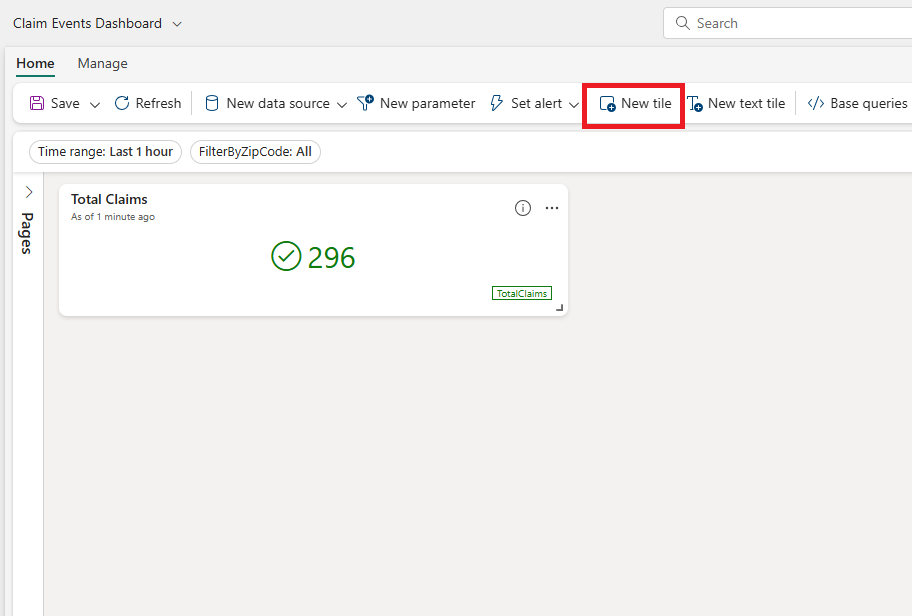 Claim Events Dashboard
Search
Home Manage
Save Refresh New data source New parameter Set alert New tile New text tile Base queries
Time range: Last 1 hour FilterByZipCode: All
Pages
Total Claims
As of 1 minute ago
296
TotalClaims